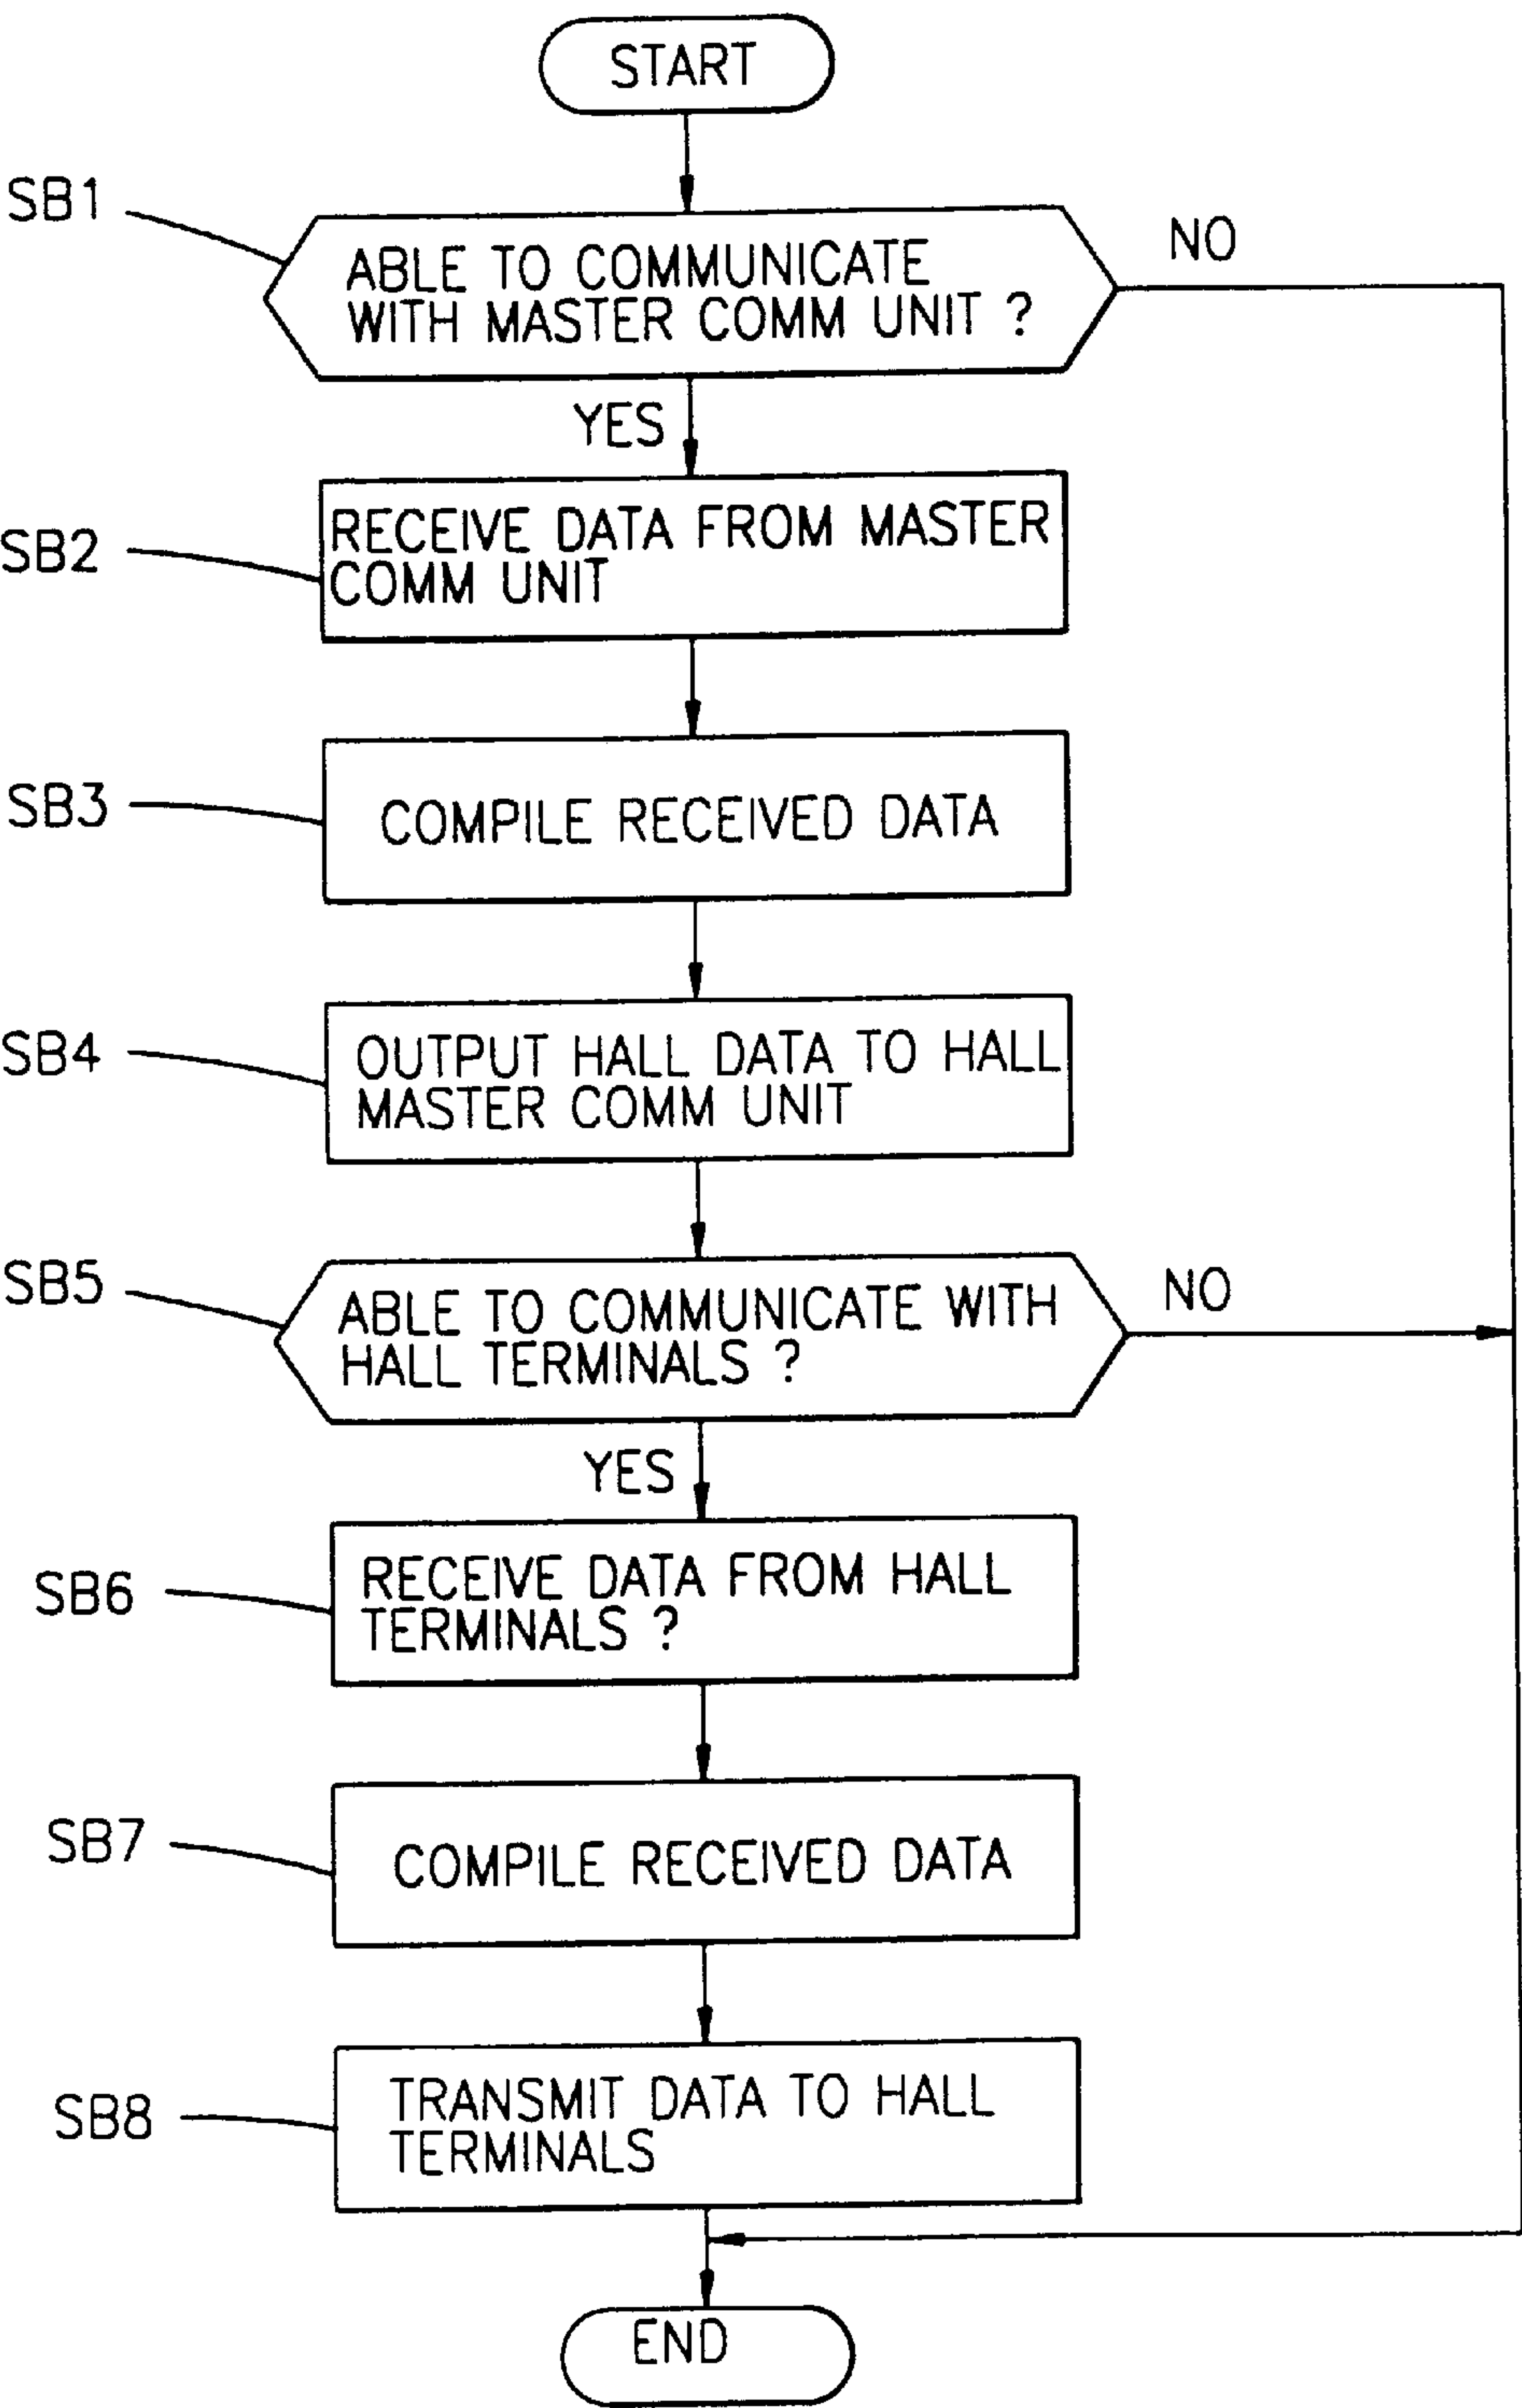 START
SB1
ABLE TO COMMUNICATE
WITH MASTER COMM UNIT ?
NO
YES
SB2
RECEIVE DATA FROM MASTER
COMM UNIT
SB3
COMPILE RECEIVED DATA
SB4
OUTPUT HALL DATA TO HALL
MASTER COMM UNIT
SB5
ABLE TO COMMUNICATE WITH
HALL TERMINALS ?
NO
YES
SB6
RECEIVE DATA FROM HALL
TERMINALS ?
SB7
COMPILE RECEIVED DATA
SB8
TRANSMIT DATA TO HALL
TERMINALS
END